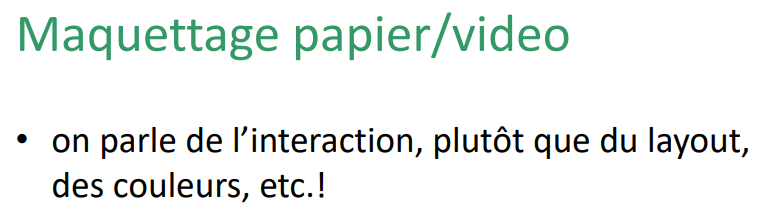 Maquettage papier/video
• on parle de l’interaction, plutôt que du layout,
des couleurs, etc.!